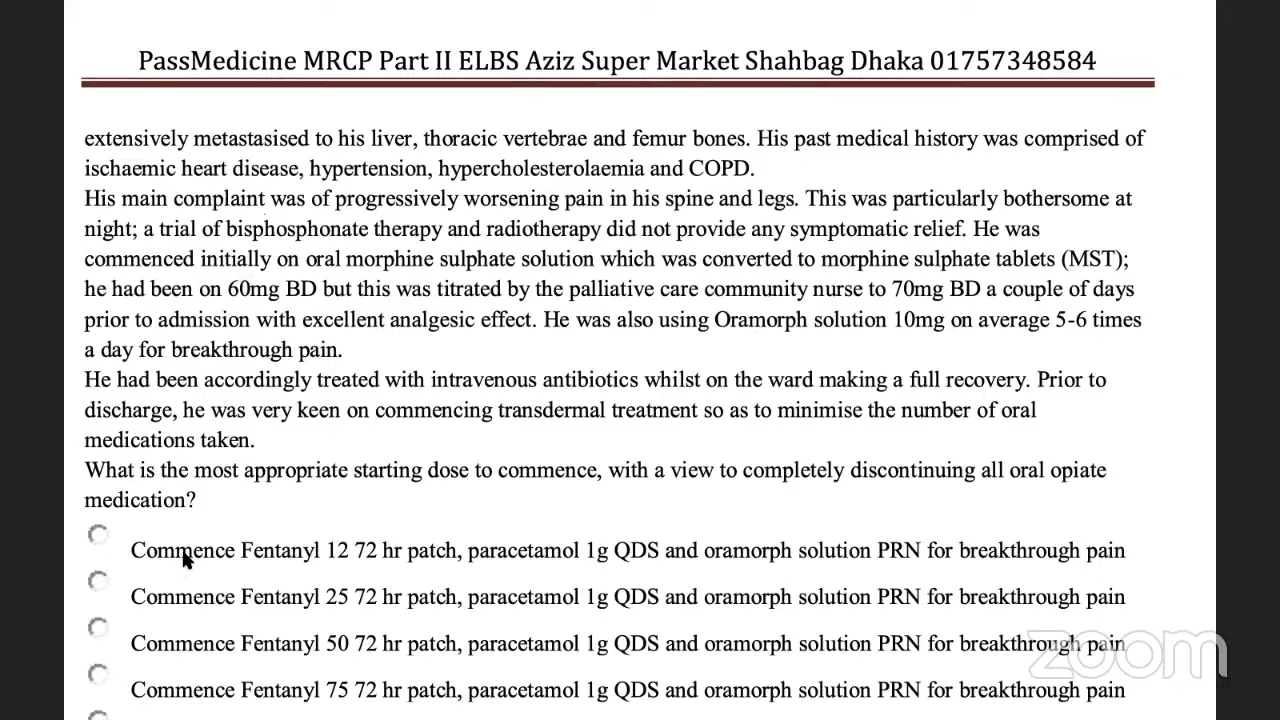 PassMedicine MRCP Part II ELBS Aziz Super Market Shahbag Dhaka 01757348584
extensively metastasised to his liver, thoracic vertebrae and femur bones. His past medical history was comprised of
ischaemic heart disease, hypertension, hypercholesterolaemia and COPD.
His main complaint was of progressively worsening pain in his spine and legs. This was particularly bothersome at
night; a trial of bisphosphonate therapy and radiotherapy did not provide any symptomatic relief. He was
commenced initially on oral morphine sulphate solution which was converted to morphine sulphate tablets (MST);
he had been on 60mg BD but this was titrated by the palliative care community nurse to 70mg BD a couple of days
prior to admission with excellent analgesic effect. He was also using Oramorph solution 10mg on average 5-6 times
a day for breakthrough pain.
He had been accordingly treated with intravenous antibiotics whilst on the ward making a full recovery. Prior to
discharge, he was very keen on commencing transdermal treatment so as to minimise the number of oral
medications taken.
What is the most appropriate starting dose to commence, with a view to completely discontinuing all oral opiate
medication?
Commence Fentanyl 12 72 hr patch, paracetamol 1g QDS and oramorph solution PRN for breakthrough pain
Commence Fentanyl 25 72 hr patch, paracetamol 1g QDS and oramorph solution PRN for breakthrough pain
Commence Fentanyl 50 72 hr patch, paracetamol 1g QDS and oramorph solution PRN for breakthrough pain
Commence Fentanyl 75 72 hr patch, paracetamol 1g QDS and oramorph solution PRN for breakthrough pain
zoom